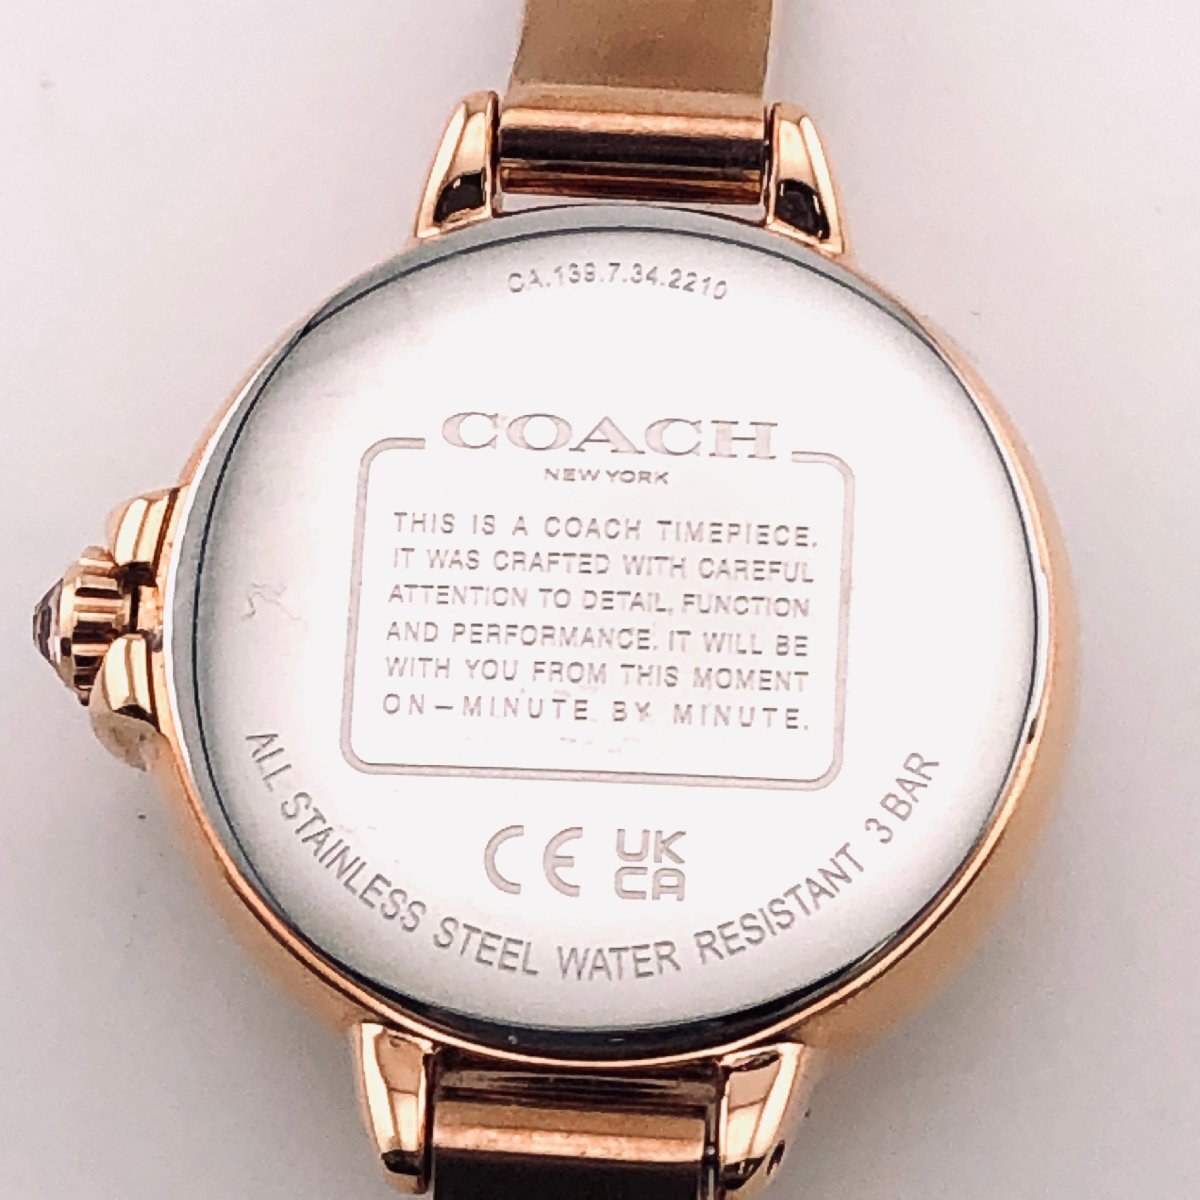 CA.139.7.34.2210
COACH
NEW YORK
THIS IS A COACH TIMEPIECE.
IT WAS CRAFTED WITH CAREFUL
ATTENTION TO DETAIL, FUNCTION
AND PERFORMANCE. IT WILL BE
WITH YOU FROM THIS MOMENT
ON – MINUTE BY MINUTE.
CE UK
CA
ALL STAINLESS STEEL WATER RESISTANT 3 BAR